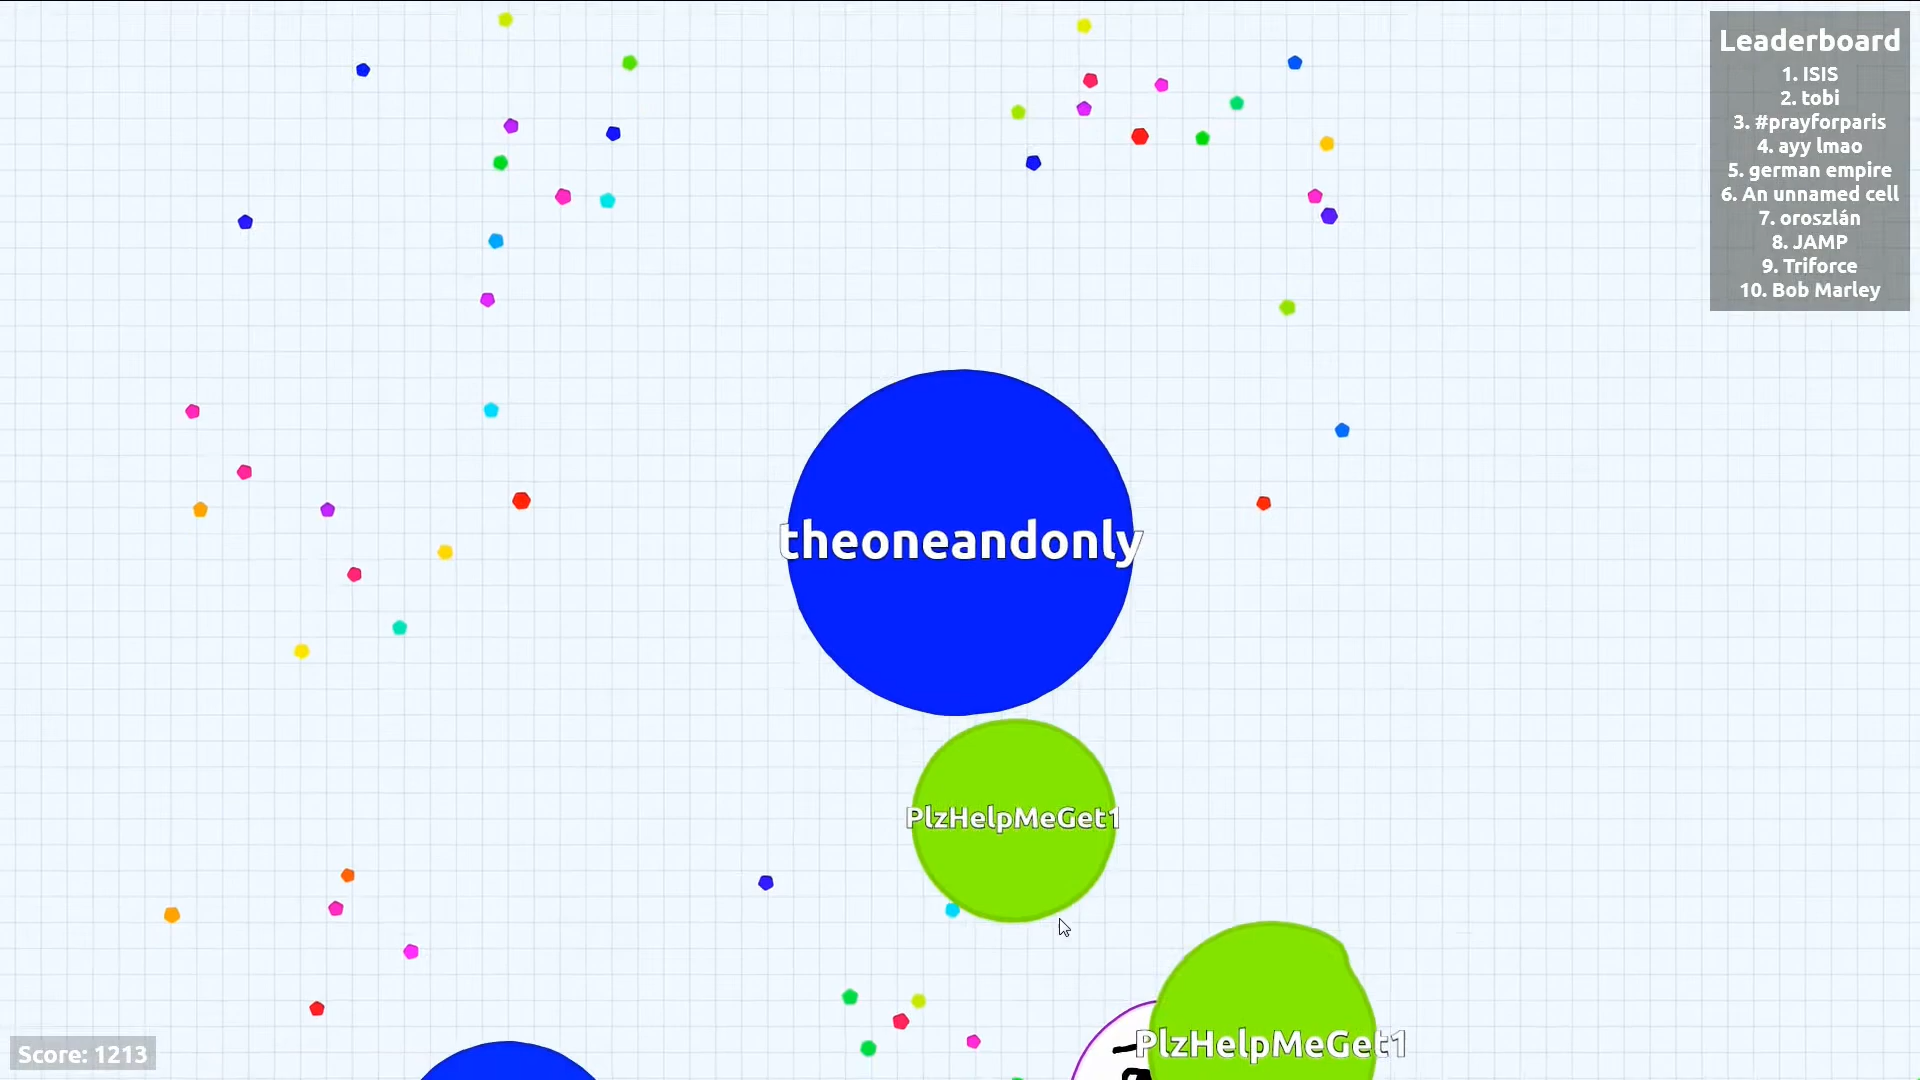 Leaderboard
1. ISIS
2. tobi
3. #prayforparis
4. ayy lmao
5. german empire
6. An unnamed cell
7. oroszlán
8. JAMP
9. Triforce
10. Bob Marley
theoneandonly
PlzHelpMeGet1
PlzHelpMeGet1
Score: 1213